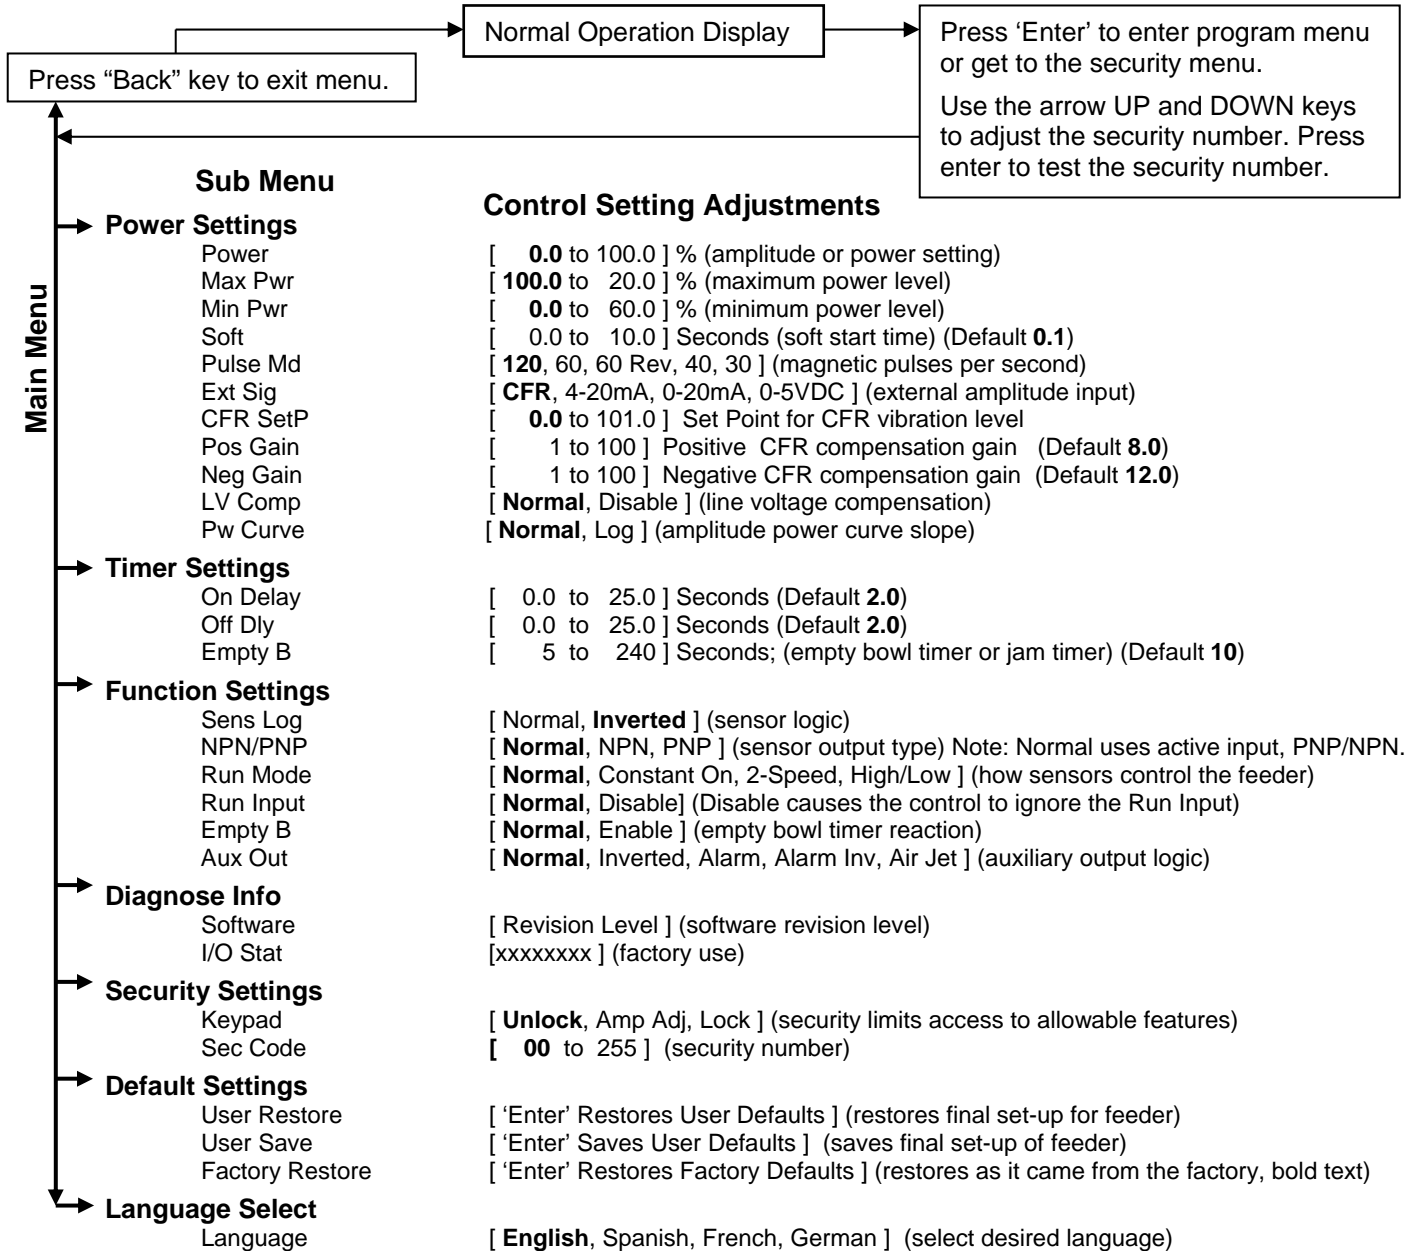 Normal Operation Display
Press ‘Enter’ to enter program menu
or get to the security menu.
Use the arrow UP and DOWN keys
to adjust the security number. Press
enter to test the security number.
Press “Back” key to exit menu.
Main Menu
Sub Menu
Control Setting Adjustments
Power Settings
Power [ 0.0 to 100.0 ] % (amplitude or power setting)
Max Pwr [ 100.0 to 20.0 ] % (maximum power level)
Min Pwr [ 0.0 to 60.0 ] % (minimum power level)
Soft [ 0.0 to 10.0 ] Seconds (soft start time) (Default 0.1)
Pulse Md [ 120, 60, 60 Rev, 40, 30 ] (magnetic pulses per second)
Ext Sig [ CFR, 4-20mA, 0-20mA, 0-5VDC ] (external amplitude input)
CFR SetP [ 0.0 to 101.0 ] Set Point for CFR vibration level
Pos Gain [ 1 to 100 ] Positive CFR compensation gain (Default 8.0)
Neg Gain [ 1 to 100 ] Negative CFR compensation gain (Default 12.0)
LV Comp [ Normal, Disable ] (line voltage compensation)
Pw Curve [ Normal, Log ] (amplitude power curve slope)
Timer Settings
On Delay [ 0.0 to 25.0 ] Seconds (Default 2.0)
Off Dly [ 0.0 to 25.0 ] Seconds (Default 2.0)
Empty B [ 5 to 240 ] Seconds; (empty bowl timer or jam timer) (Default 10)
Function Settings
Sens Log [ Normal, Inverted ] (sensor logic)
NPN/PNP [ Normal, NPN, PNP ] (sensor output type) Note: Normal uses active input, PNP/NPN.
Run Mode [ Normal, Constant On, 2-Speed, High/Low ] (how sensors control the feeder)
Run Input [ Normal, Disable] (Disable causes the control to ignore the Run Input)
Empty B [ Normal, Enable ] (empty bowl timer reaction)
Aux Out [ Normal, Inverted, Alarm, Alarm Inv, Air Jet ] (auxiliary output logic)
Diagnose Info
Software [ Revision Level ] (software revision level)
I/O Stat [xxxxxxxx ] (factory use)
Security Settings
Keypad [ Unlock, Amp Adj, Lock ] (security limits access to allowable features)
Sec Code [ 00 to 255 ] (security number)
Default Settings
User Restore [ ‘Enter’ Restores User Defaults ] (restores final set-up for feeder)
User Save [ ‘Enter’ Saves User Defaults ] (saves final set-up of feeder)
Factory Restore [ ‘Enter’ Restores Factory Defaults ] (restores as it came from the factory, bold text)
Language Select
Language [ English, Spanish, French, German ] (select desired language)